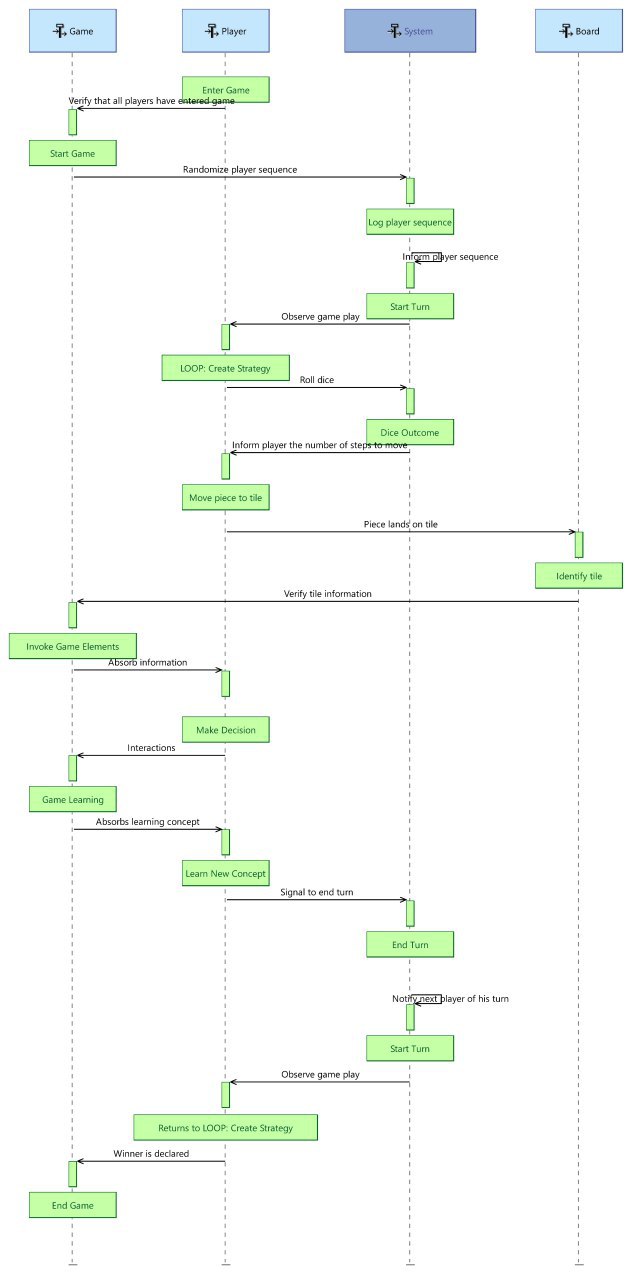 Game
Player
System
Board
Enter Game
Verify that all players have entered game
Start Game
Randomize player sequence
Log player sequence
Inform player sequence
Start Turn
Observe game play
LOOP: Create Strategy
Roll dice
Dice Outcome
Inform player the number of steps to move
Move piece to tile
Piece lands on tile
Identify tile
Verify tile information
Invoke Game Elements
Absorb information
Make Decision
Interactions
Game Learning
Absorbs learning concept
Learn New Concept
Signal to end turn
End Turn
Notify next player of his turn
Start Turn
Observe game play
Returns to LOOP: Create Strategy
Winner is declared
End Game